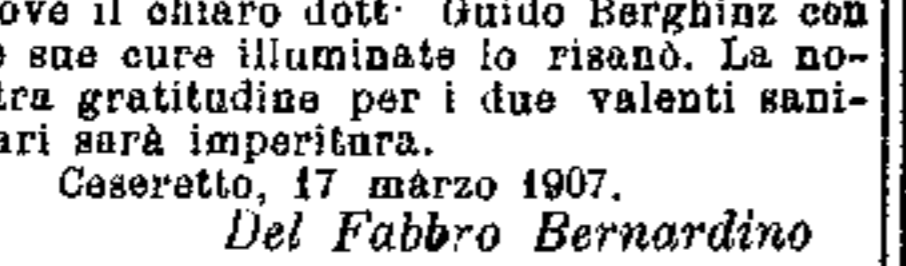 ove il chiaro dott. Guido Berghinz con
e sue cure illuminate lo risanò. La no-
tra gratitudine per i due valenti sani-
ari sarà imperitura.
Ceseretto, 17 marzo 1907.
Del Fabbro Bernardino